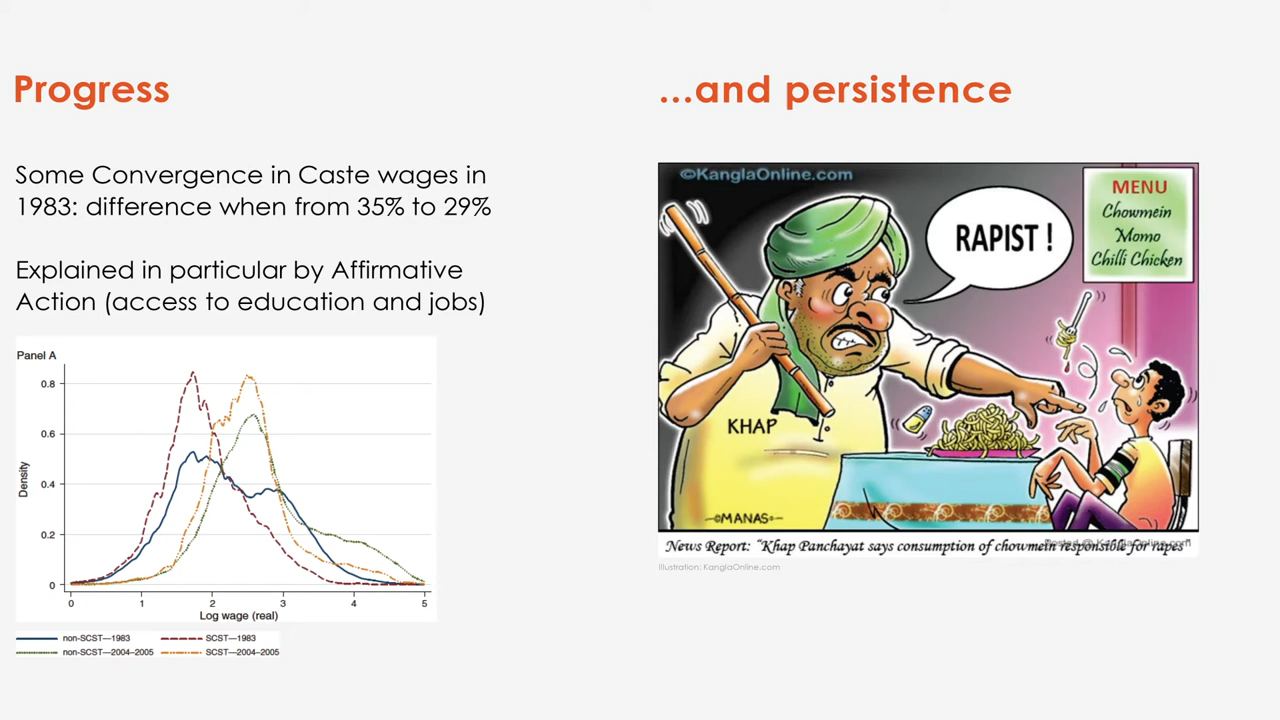 Progress
Some Convergence in Caste wages in
1983: difference when from 35% to 29%
Explained in particular by Affirmative
Action (access to education and jobs)
Panel A
Density
0.8
0.6
0.4
0.2
0
0 1 2 3 4 5
Log wage (real)
non-SCST—1983
SCST—1983
non-SCST—2004–2005
SCST—2004–2005
...and persistence
©KanglaOnline.com
RAPIST !
MENU
Chowmein
Momo
Chilli Chicken
KHAP
©MANAS
Posted @ KanglaOnline.com
News Report: "Khap Panchayat says consumption of chowmein responsible for rapes"
Illustration: KanglaOnline.com